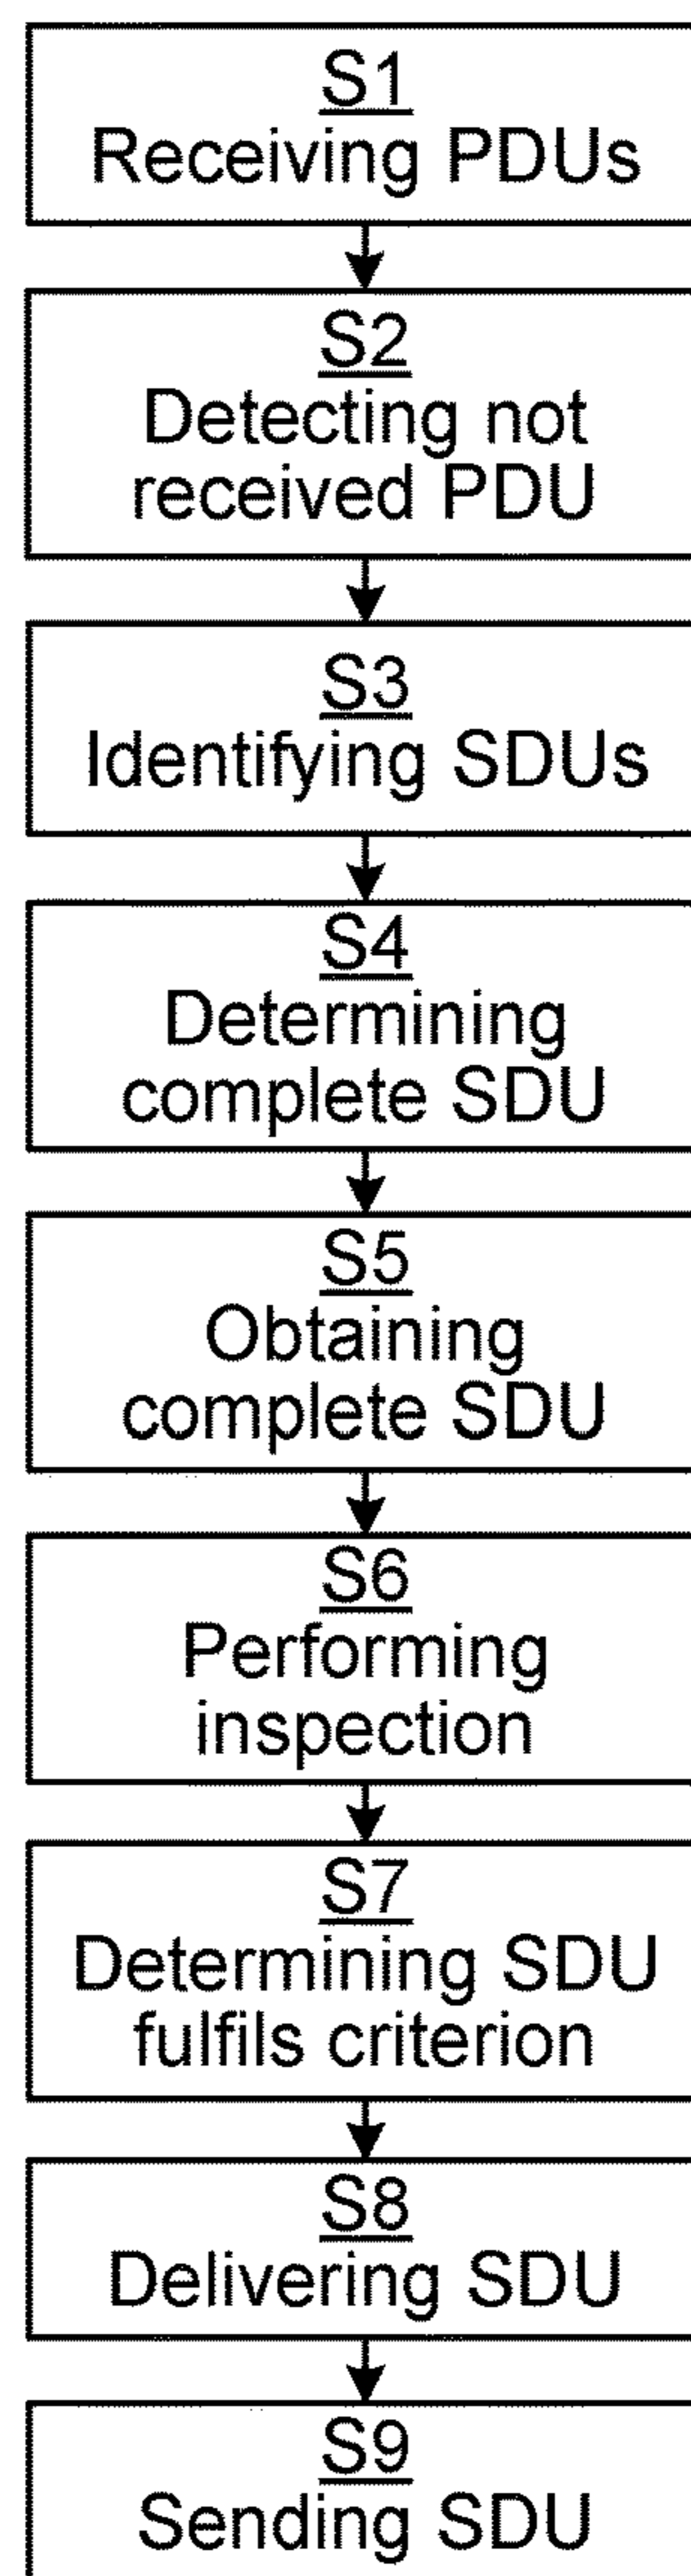 S1
Receiving PDUs
S2
Detecting not
received PDU
S3
Identifying SDUs
S4
Determining
complete SDU
S5
Obtaining
complete SDU
S6
Performing
inspection
S7
Determining SDU
fulfils criterion
S8
Delivering SDU
S9
Sending SDU